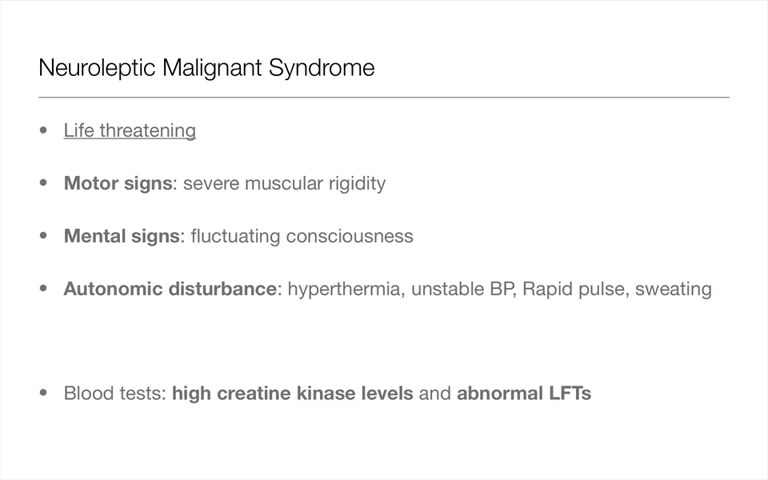 Neuroleptic Malignant Syndrome
• Life threatening
• Motor signs: severe muscular rigidity
• Mental signs: fluctuating consciousness
• Autonomic disturbance: hyperthermia, unstable BP, Rapid pulse, sweating
• Blood tests: high creatine kinase levels and abnormal LFTs